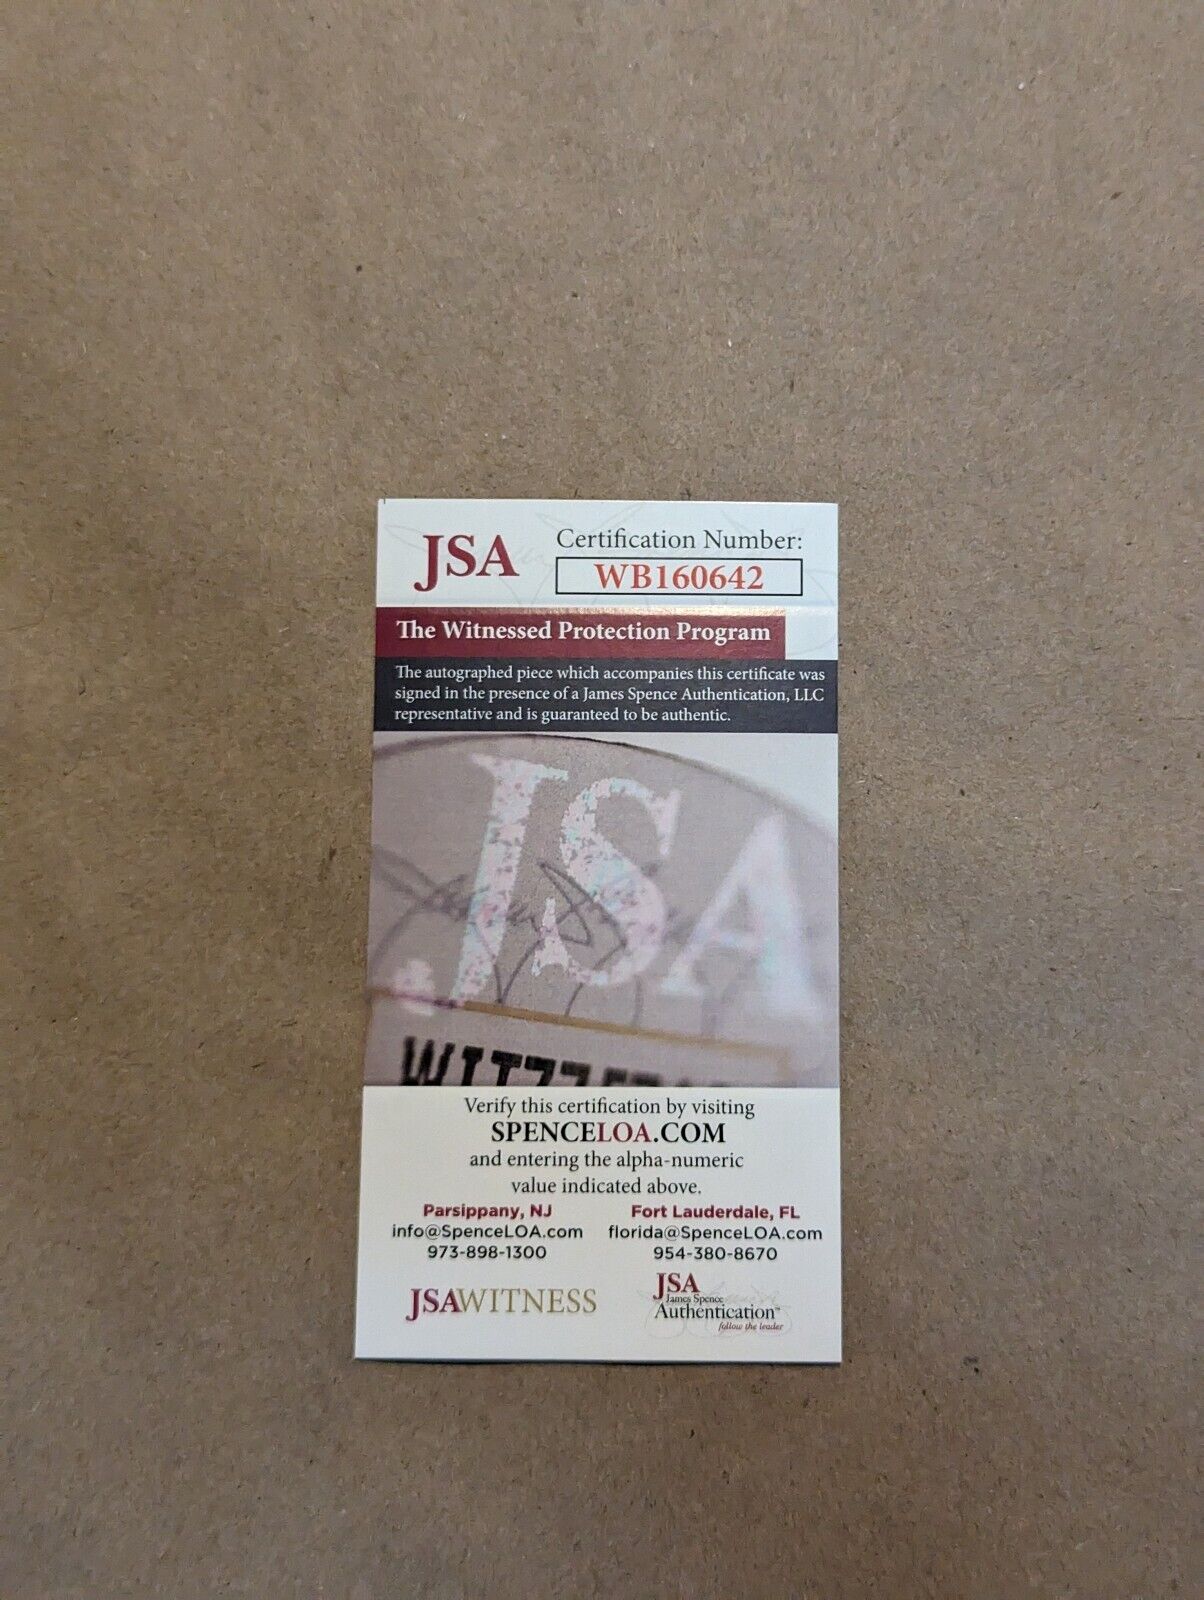 JSA
Certification Number:
WB160642
The Witnessed Protection Program
The autographed piece which accompanies this certificate was
signed in the presence of a James Spence Authentication, LLC
representative and is guaranteed to be authentic.
JSA
Verify this certification by visiting
SPENCELOA.COM
and entering the alpha-numeric
value indicated above.
Parsippany, NJ
info@SpenceLOA.com
973-898-1300
Fort Lauderdale, FL
florida@SpenceLOA.com
954-380-8670
JSAWITNESS
JSA
James Spence
Authentication™
follow the leader